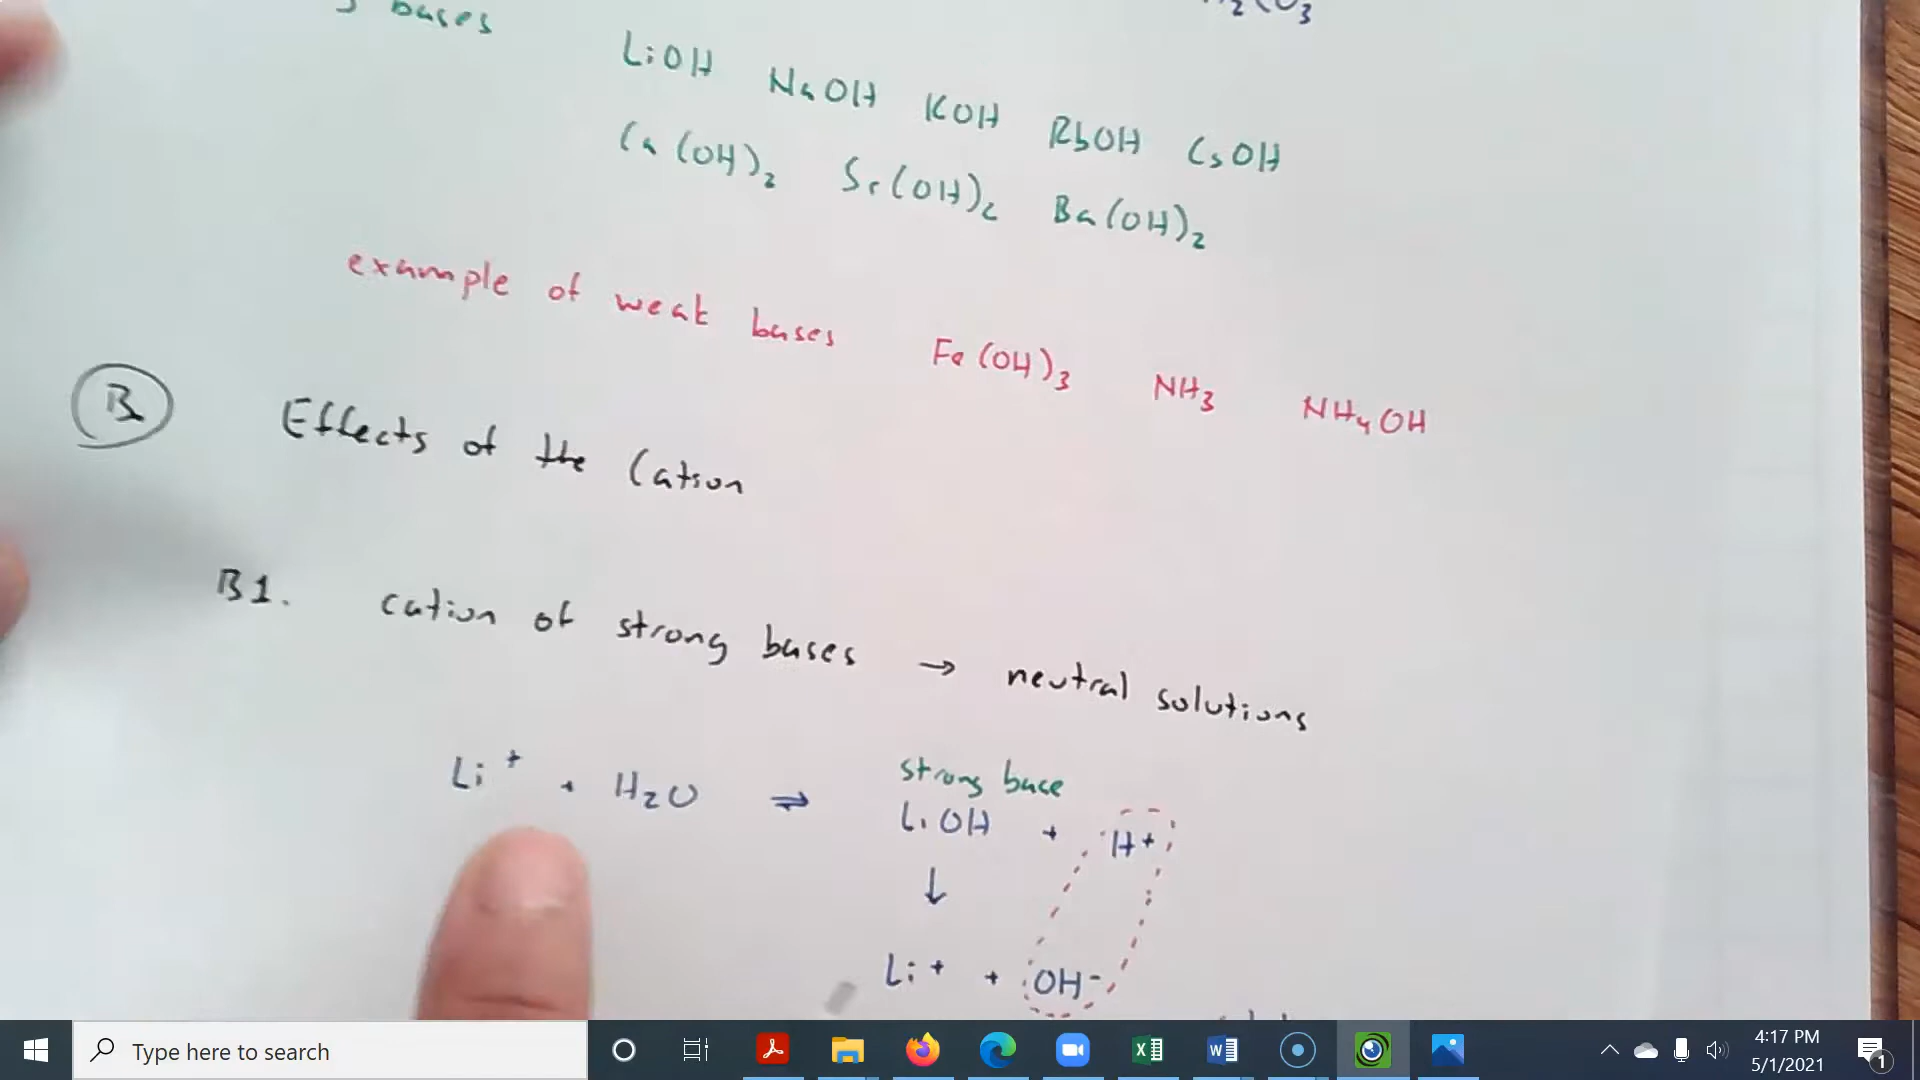 bases
LiOH NaOH KOH RbOH CsOH
Ca(OH)₂ Sr(OH)₂ Ba(OH)₂
example of weak bases Fe(OH)₃ NH₃ NH₄OH
B Effects of the Cation
B1. cation of strong bases → neutral solutions
strong base
Li⁺ + H₂O ⇌ LiOH + H⁺
↓
Li⁺ + OH⁻
Type here to search
4:17 PM
5/1/2021
1